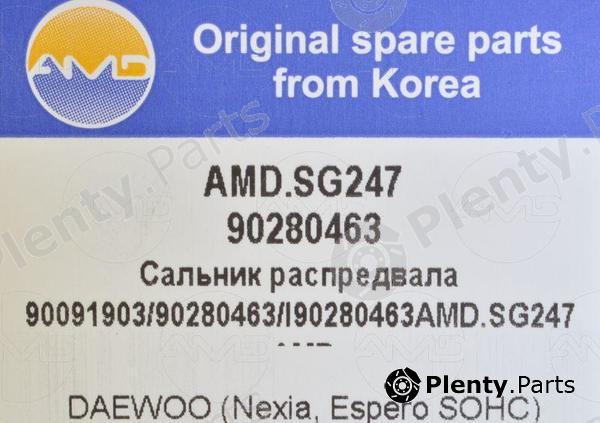 AMD
Original spare parts
from Korea
AMD.SG247
90280463
Сальник распредвала
90091903/90280463/I90280463AMD.SG247
DAEWOO (Nexia, Espero SOHC)
Plenty.Parts